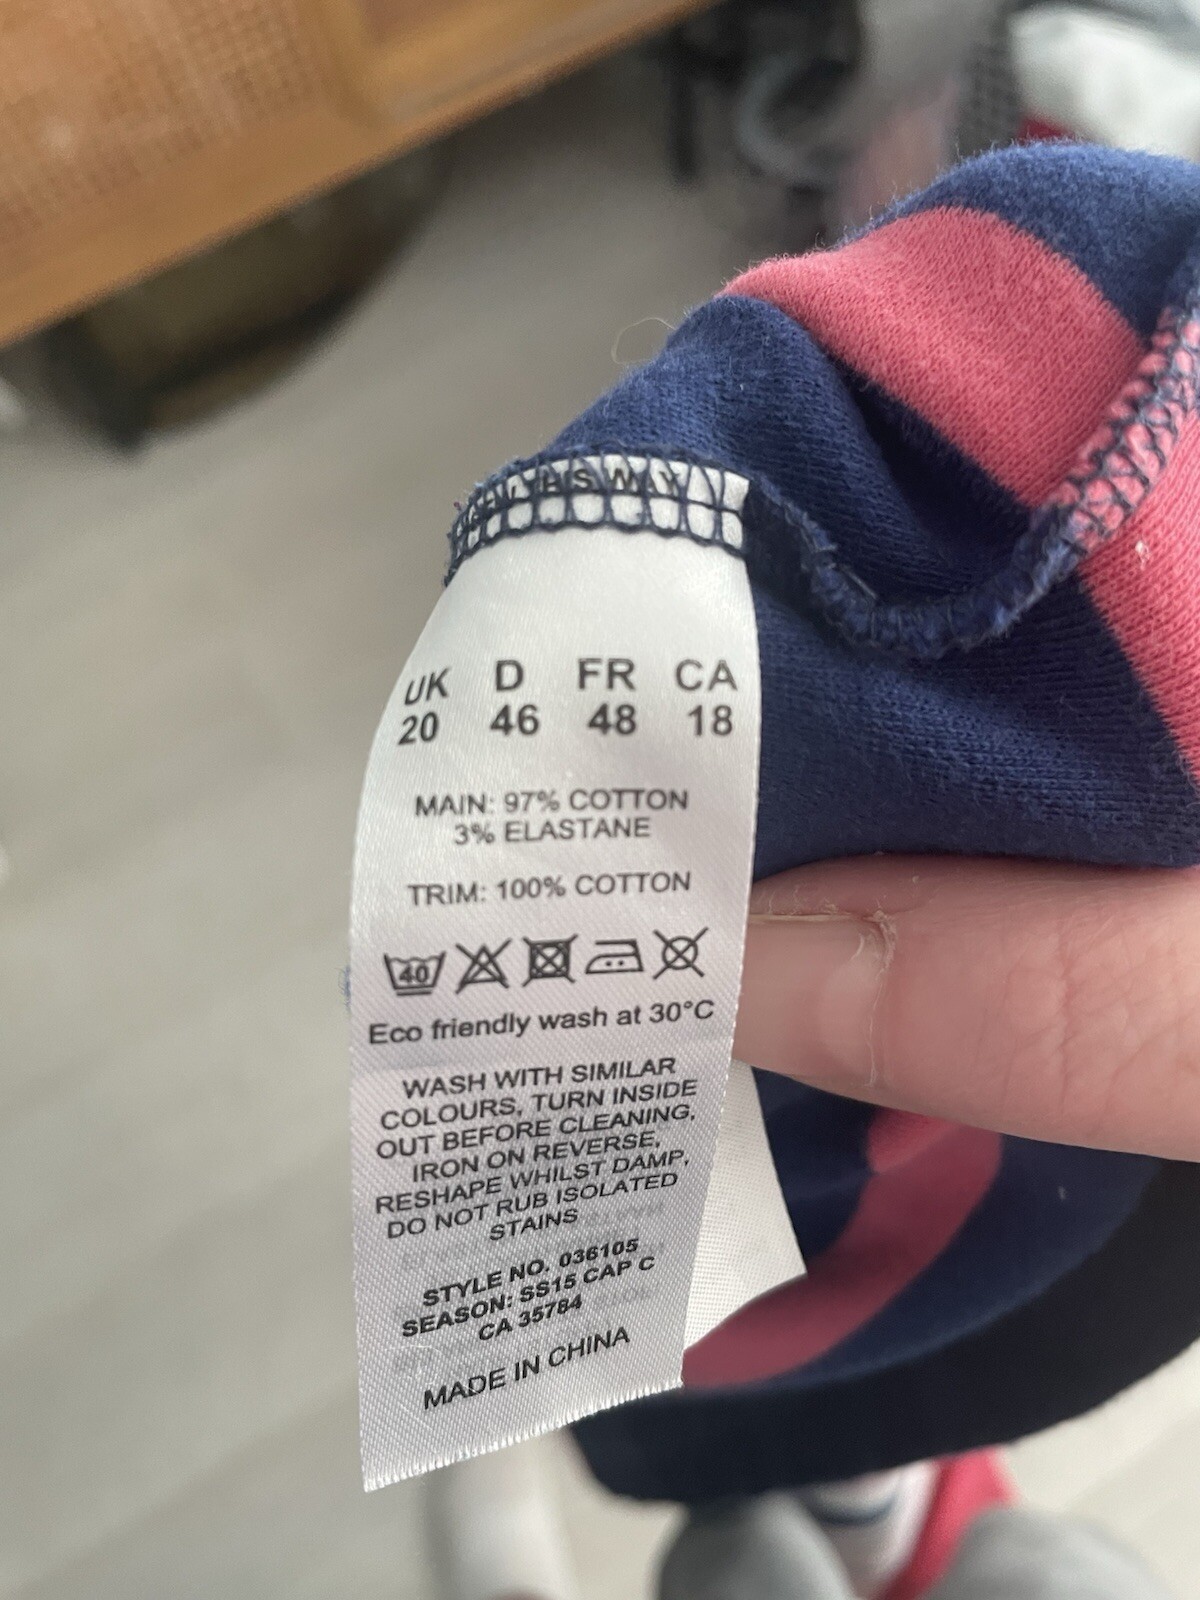 UK D FR CA
20 46 48 18
MAIN: 97% COTTON
3% ELASTANE
TRIM: 100% COTTON
40
Eco friendly wash at 30°C
WASH WITH SIMILAR
COLOURS, TURN INSIDE
OUT BEFORE CLEANING,
IRON ON REVERSE,
RESHAPE WHILST DAMP,
DO NOT RUB ISOLATED
STAINS
STYLE NO. 036105
SEASON: SS15 CAP C
CA 35784
MADE IN CHINA